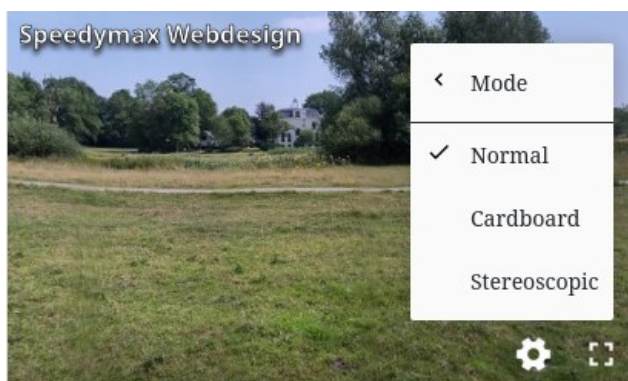 Speedymax Webdesign
Mode
Normal
Cardboard
Stereoscopic